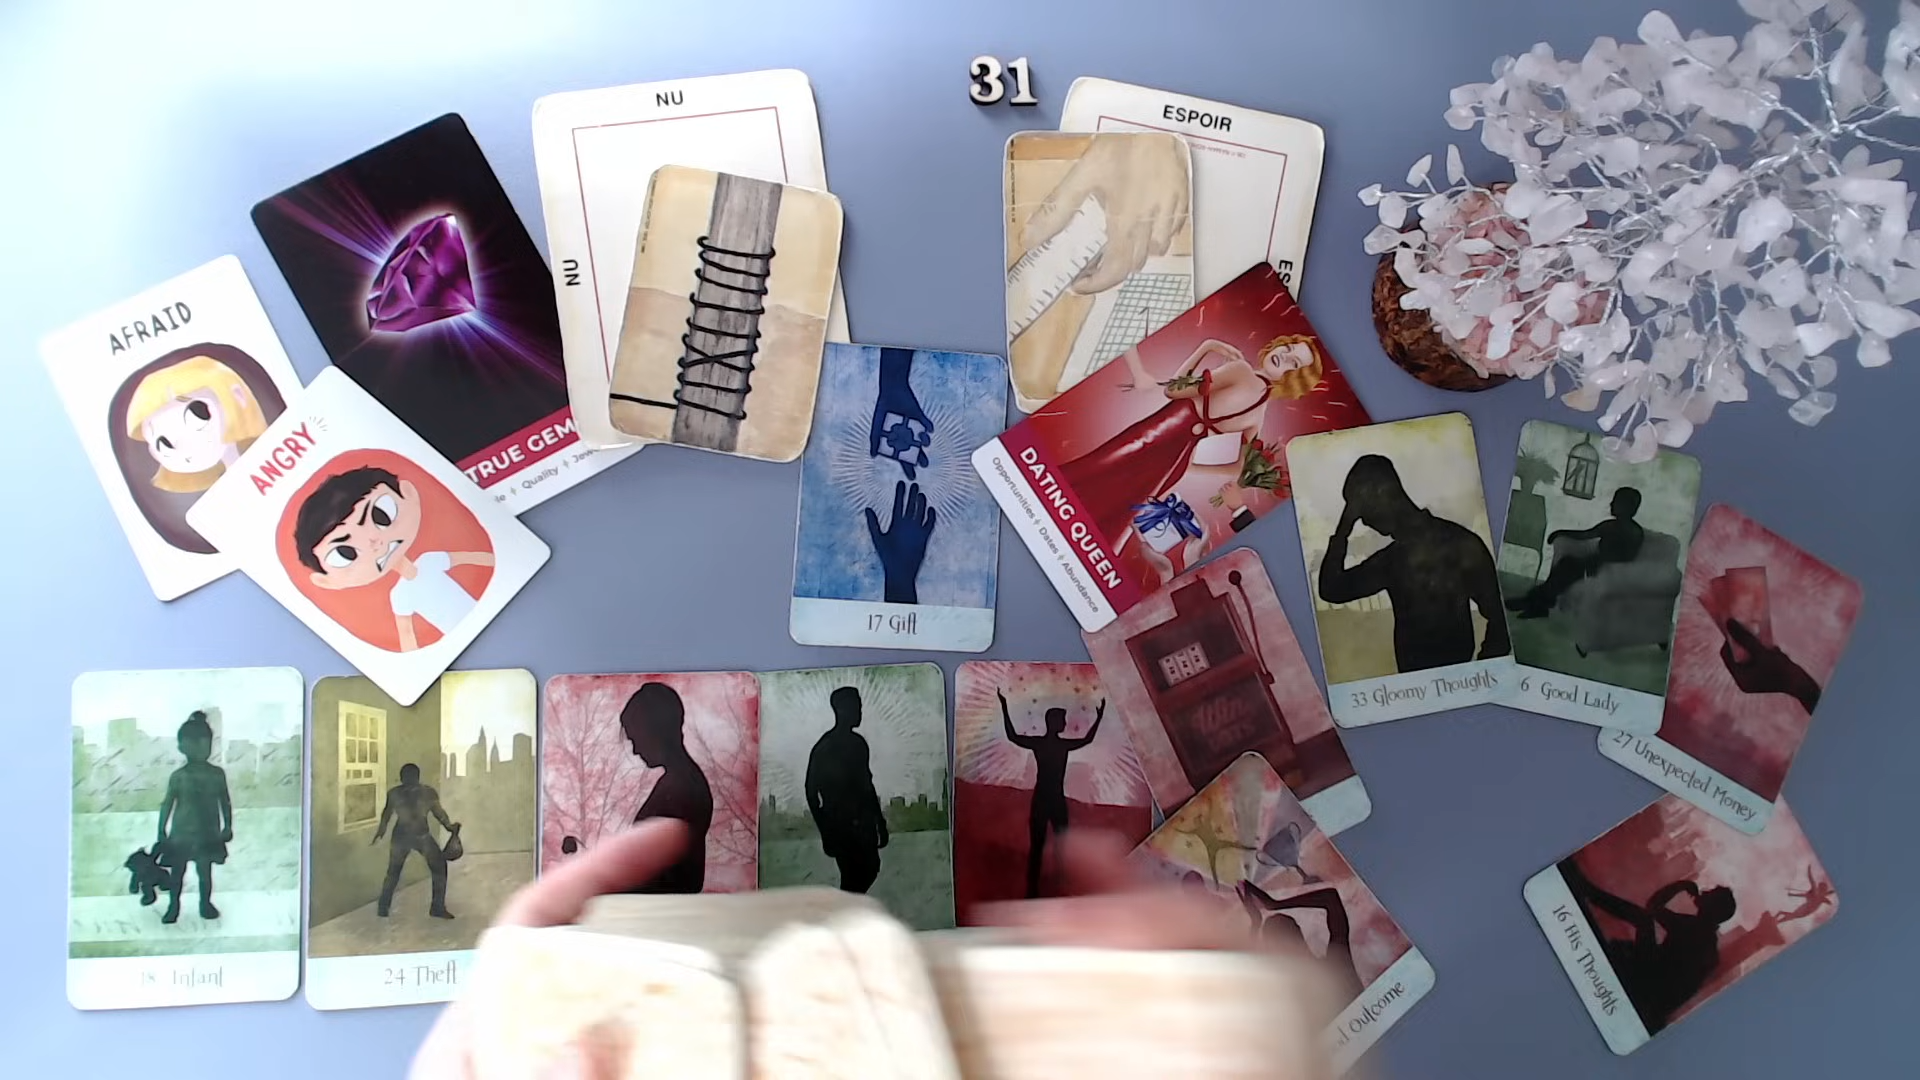 31
NU
NU
ESPOIR
AFRAID
ANGRY
TRUE GEM
Quality
DATING QUEEN
Opportunities Dates Abundance
17 Gift
33 Gloomy Thoughts
6 Good Lady
27 Unexpected Money
16 His Thoughts
18 Infant
24 Theft
Outcome